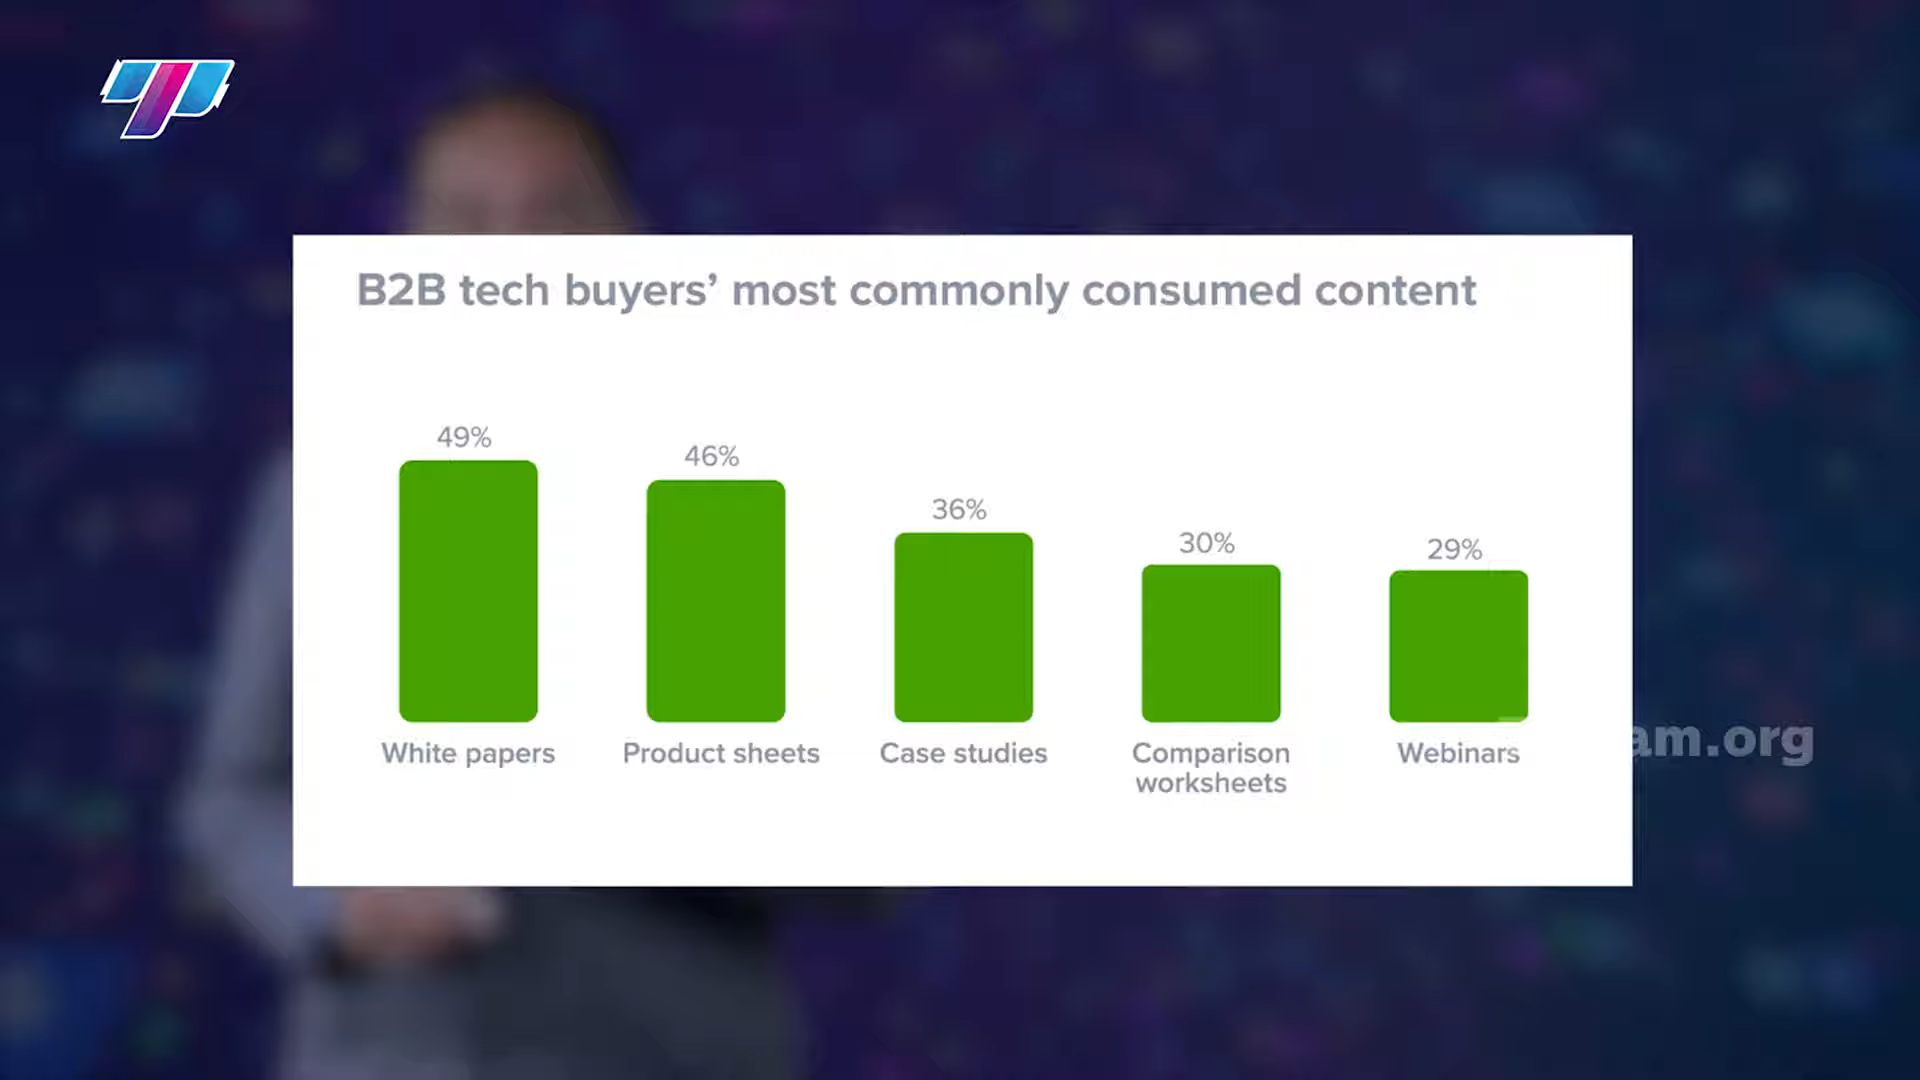 B2B tech buyers’ most commonly consumed content
49%
46%
36%
30%
29%
White papers
Product sheets
Case studies
Comparison
worksheets
Webinars
am.org